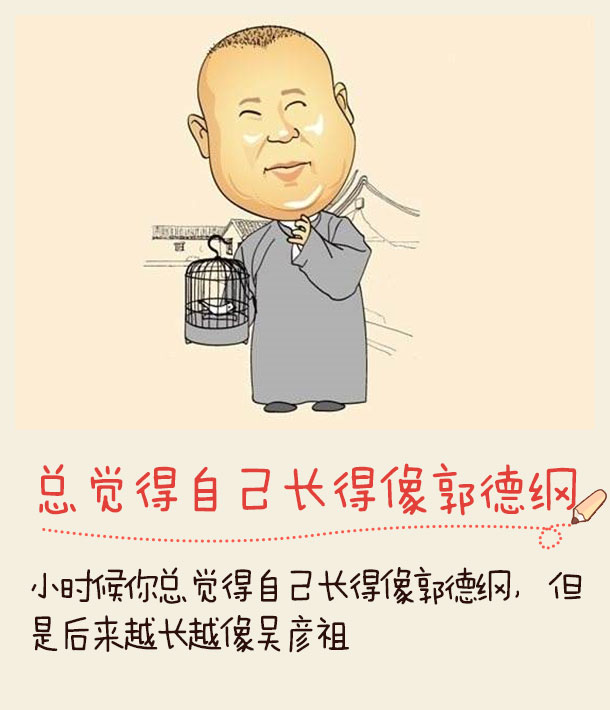 总觉得自己长得像郭德纲
小时候你总觉得自己长得像郭德纲，但
是后来越长越像吴彦祖